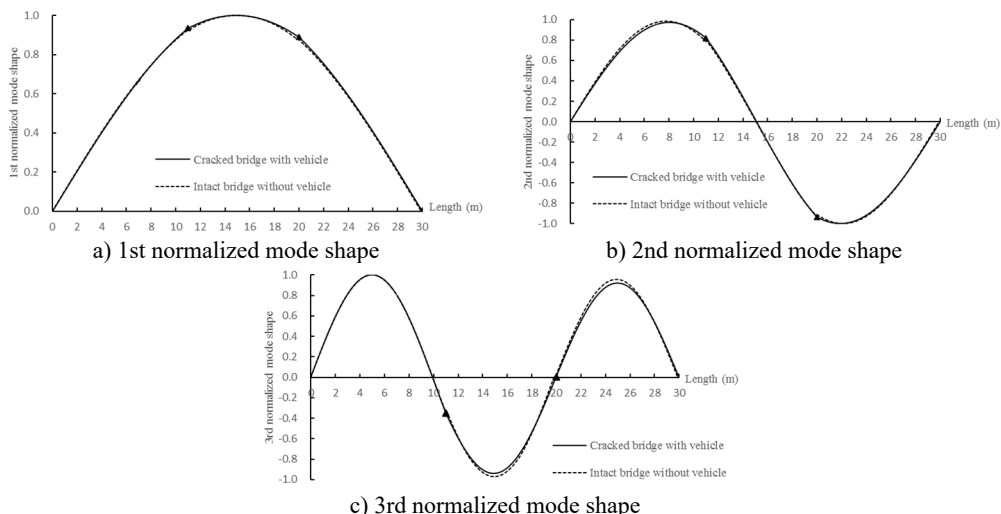 1st normalized mode shape
1.0
0.8
0.6
0.4
0.2
0.0
Cracked bridge with vehicle
Intact bridge without vehicle
Length (m)
0 2 4 6 8 10 12 14 16 18 20 22 24 26 28 30
a) 1st normalized mode shape
2nd normalized mode shape
1.0
0.8
0.6
0.4
0.2
0.0
-0.2
-0.4
-0.6
-0.8
-1.0
Length (m)
0 2 4 6 8 10 12 14 16 18 20 22 24 26 28 30
Cracked bridge with vehicle
Intact bridge without vehicle
b) 2nd normalized mode shape
3rd normalized mode shape
1.0
0.8
0.6
0.4
0.2
0.0
-0.2
-0.4
-0.6
-0.8
-1.0
Length (m)
0 2 4 6 8 10 12 14 16 18 20 22 24 26 28 30
Cracked bridge with vehicle
Intact bridge without vehicle
c) 3rd normalized mode shape